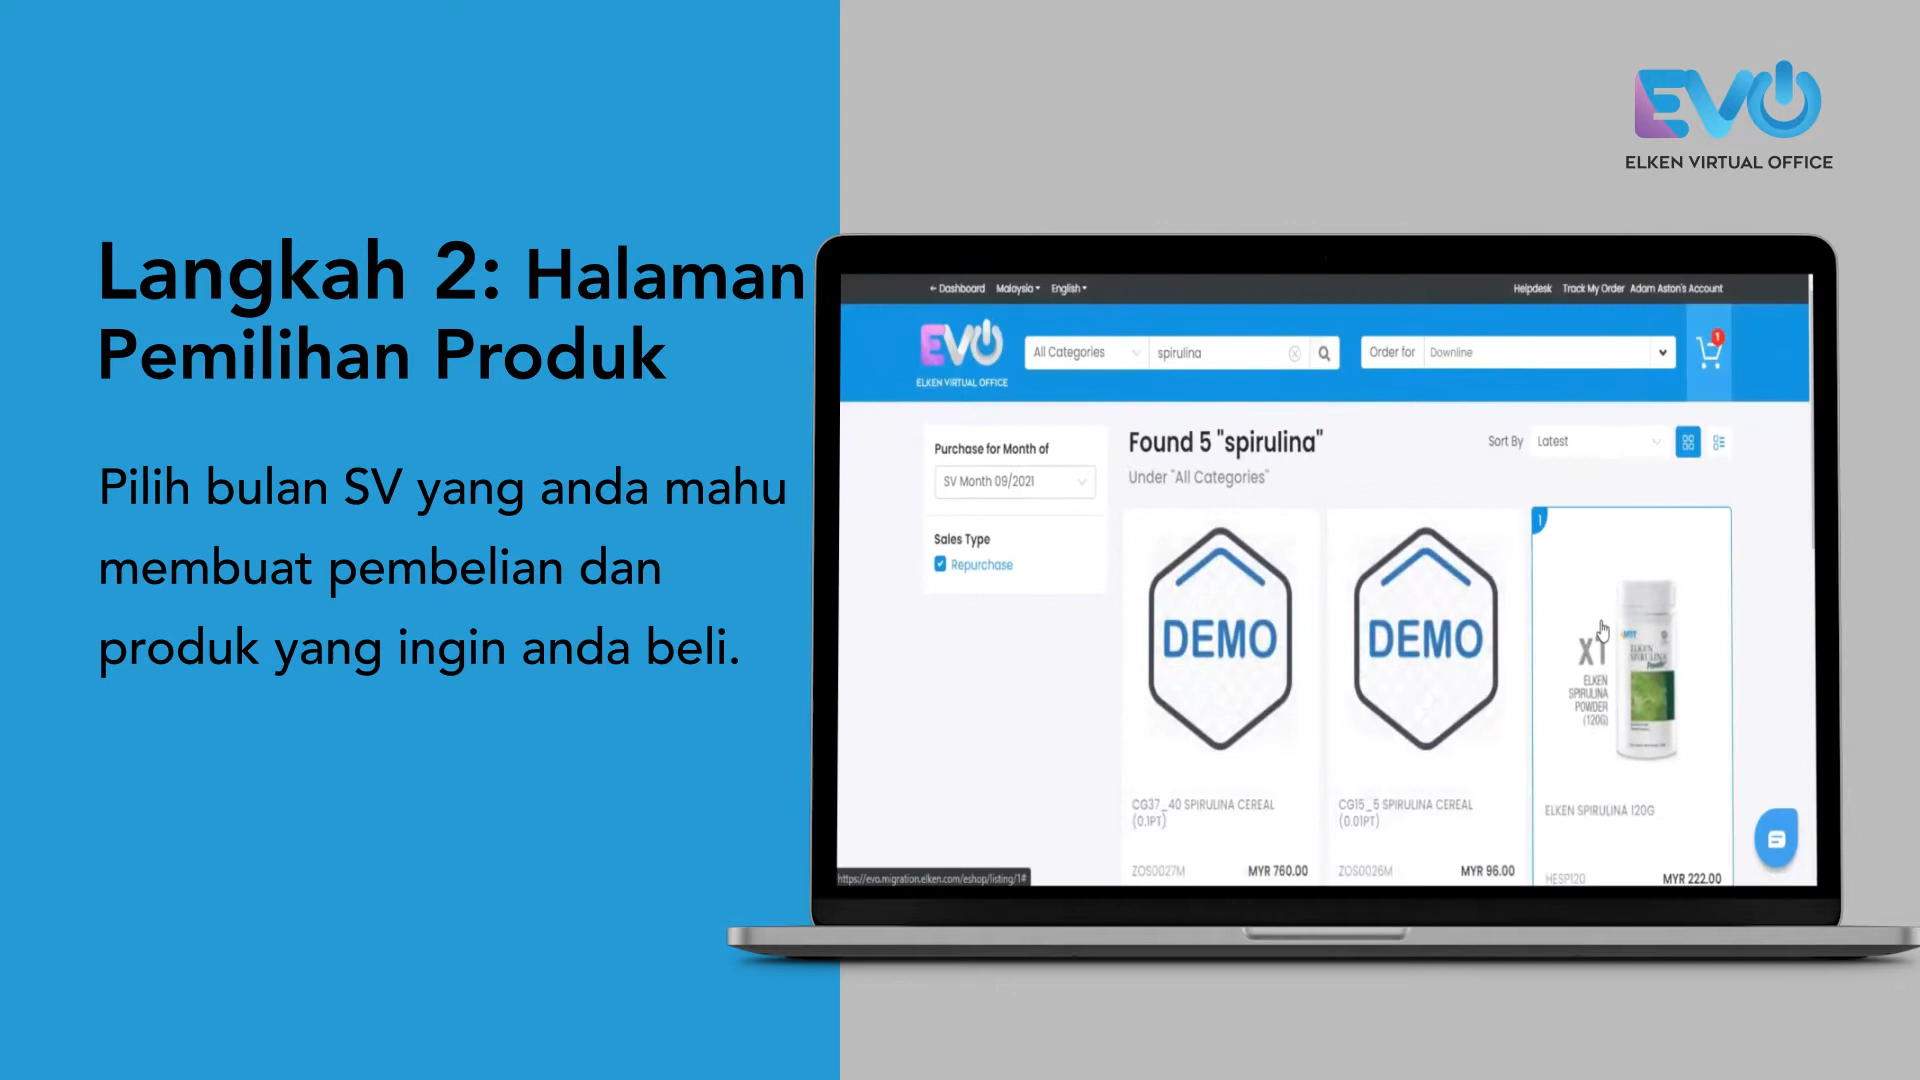 EVO
ELKEN VIRTUAL OFFICE
Langkah 2: Halaman
Pemilihan Produk
Pilih bulan SV yang anda mahu
membuat pembelian dan
produk yang ingin anda beli.
← Dashboard Malaysia English
Helpdesk Track My Order Adam Aston's Account
EVO
ELKEN VIRTUAL OFFICE
All Categories spirulina
Order for Downline
1
Purchase for Month of
SV Month 09/2021
Sales Type
Repurchase
Found 5 "spirulina"
Under "All Categories"
Sort By Latest
DEMO
CG37_40 SPIRULINA CEREAL
(0.1PT)
ZOS0027M MYR 760.00
DEMO
CG15_5 SPIRULINA CEREAL
(0.01PT)
ZOS0026M MYR 96.00
1
X1
ELKEN
SPIRULINA
POWDER
(120G)
ELKEN
SPIRULINA
Powder
ELKEN SPIRULINA 120G
HESP120 MYR 222.00
https://evo.migration.elken.com/eshop/listing/1#